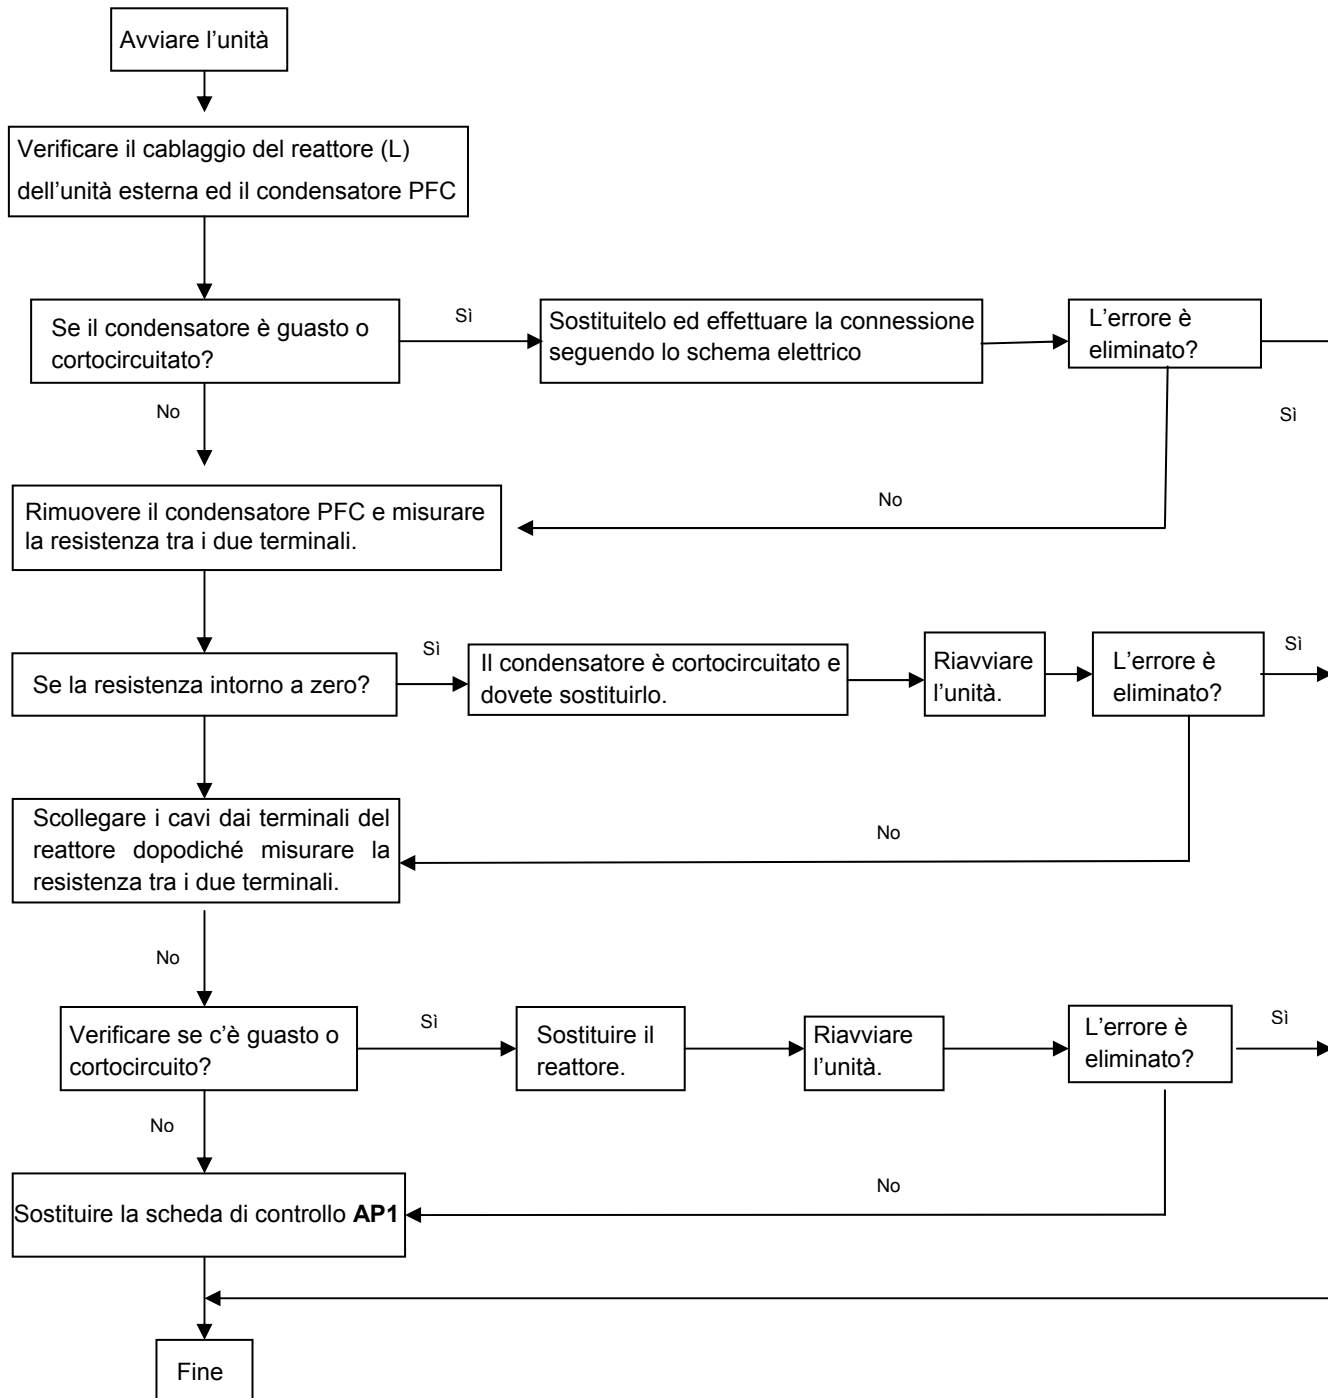 Avviare l’unità
Verificare il cablaggio del reattore (L)
dell’unità esterna ed il condensatore PFC
Se il condensatore è guasto o
cortocircuitato?
Sì
Sostituitelo ed effettuare la connessione
seguendo lo schema elettrico
L’errore è
eliminato?
Sì
No
No
Rimuovere il condensatore PFC e misurare
la resistenza tra i due terminali.
Se la resistenza intorno a zero?
Sì
Il condensatore è cortocircuitato e
dovete sostituirlo.
Riavviare
l’unità.
L’errore è
eliminato?
Sì
No
Scollegare i cavi dai terminali del
reattore dopodiché misurare la
resistenza tra i due terminali.
No
Verificare se c’è guasto o
cortocircuito?
Sì
Sostituire il
reattore.
Riavviare
l’unità.
L’errore è
eliminato?
Sì
No
No
Sostituire la scheda di controllo AP1
Fine